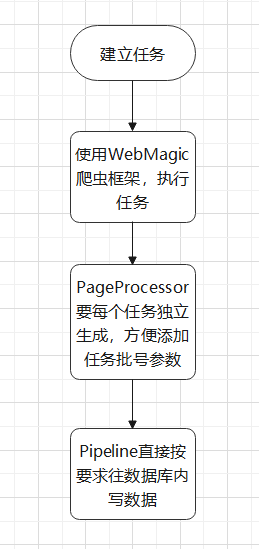 建立任务
使用WebMagic
爬虫框架，执行
任务
PageProcessor
要每个任务独立
生成，方便添加
任务批号参数
Pipeline直接按
要求往数据库内
写数据